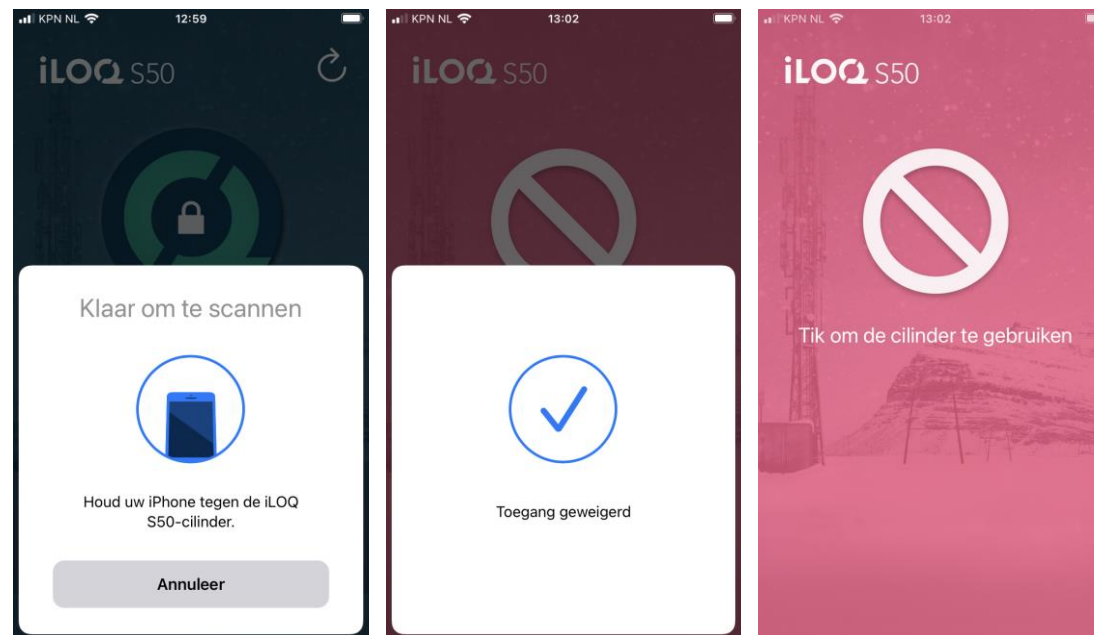 KPN NL 12:59
iLOQ S50
Klaar om te scannen
Houd uw iPhone tegen de iLOQ
S50-cilinder.
Annuleer
KPN NL 13:02
iLOQ S50
Toegang geweigerd
KPN NL 13:02
iLOQ S50
Tik om de cilinder te gebruiken